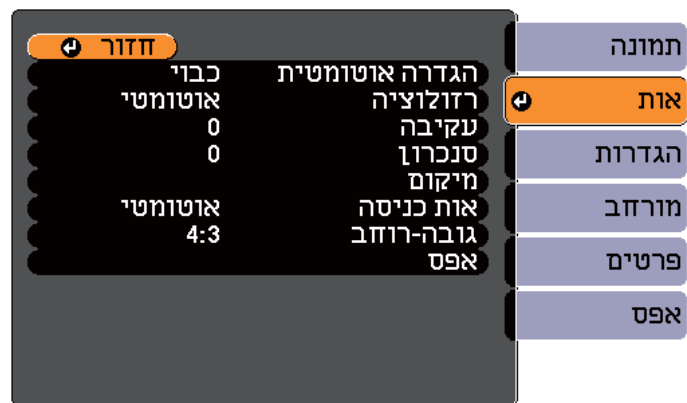 חזור
הגדרה אוטומטית כבוי
רזולוציה אוטומטי
עקיבה 0
סנכרון 0
מיקום
אות כניסה אוטומטי
גובה-רוחב 4:3
אפס
תמונה
אות
הגדרות
מורחב
פרטים
אפס